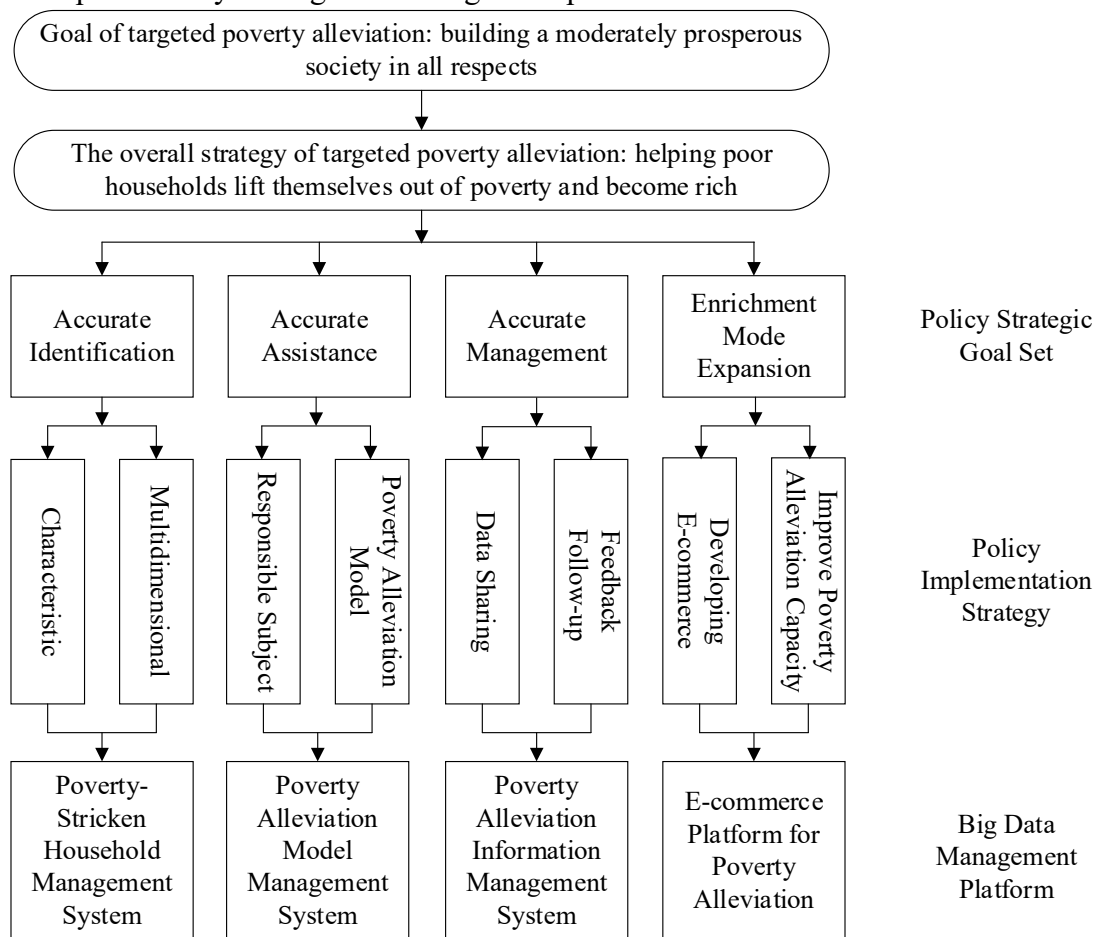 Goal of targeted poverty alleviation: building a moderately prosperous
society in all respects
The overall strategy of targeted poverty alleviation: helping poor
households lift themselves out of poverty and become rich
Accurate
Identification
Accurate
Assistance
Accurate
Management
Enrichment
Mode
Expansion
Policy Strategic
Goal Set
Characteristic
Multidimensional
Responsible Subject
Poverty Alleviation
Model
Data Sharing
Feedback
Follow-up
Developing
E-commerce
Improve Poverty
Alleviation Capacity
Policy
Implementation
Strategy
Poverty-
Stricken
Household
Management
System
Poverty
Alleviation
Model
Management
System
Poverty
Alleviation
Information
Management
System
E-commerce
Platform for
Poverty
Alleviation
Big Data
Management
Platform